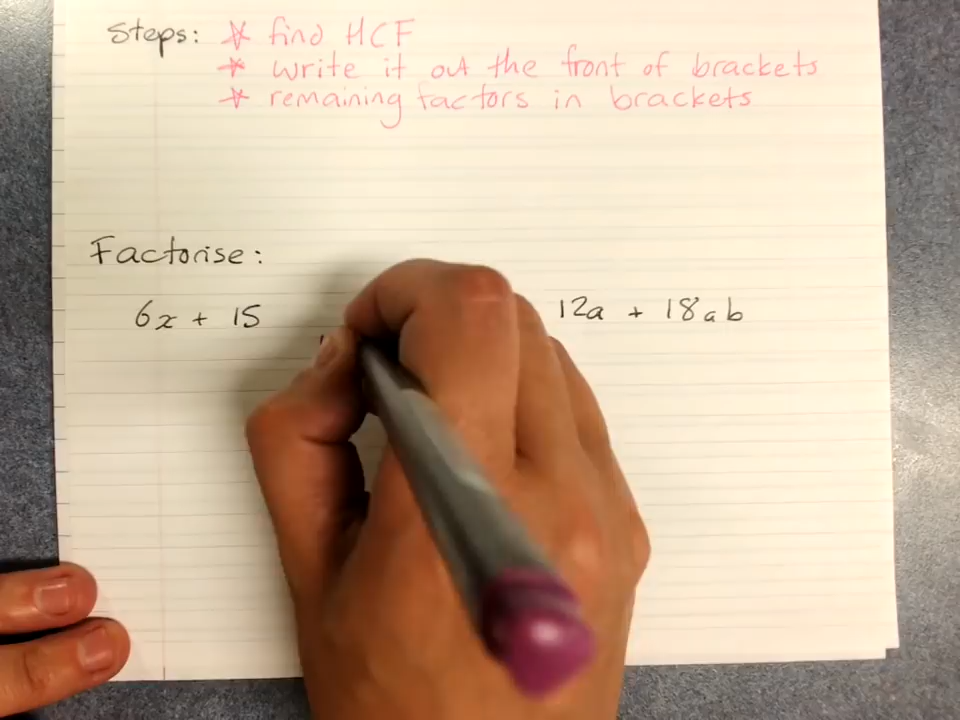 Steps: * find HCF
* write it out the front of brackets
* remaining factors in brackets
Factorise:
6x + 15 12a + 18ab